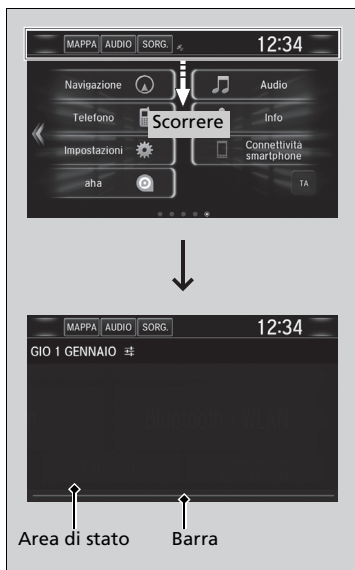 MAPPA AUDIO SORG. 12:34
Navigazione Audio
Telefono Info
Scorrere
Impostazioni Connettività
smartphone
aha TA
MAPPA AUDIO SORG. 12:34
GIO 1 GENNAIO
Area di stato Barra